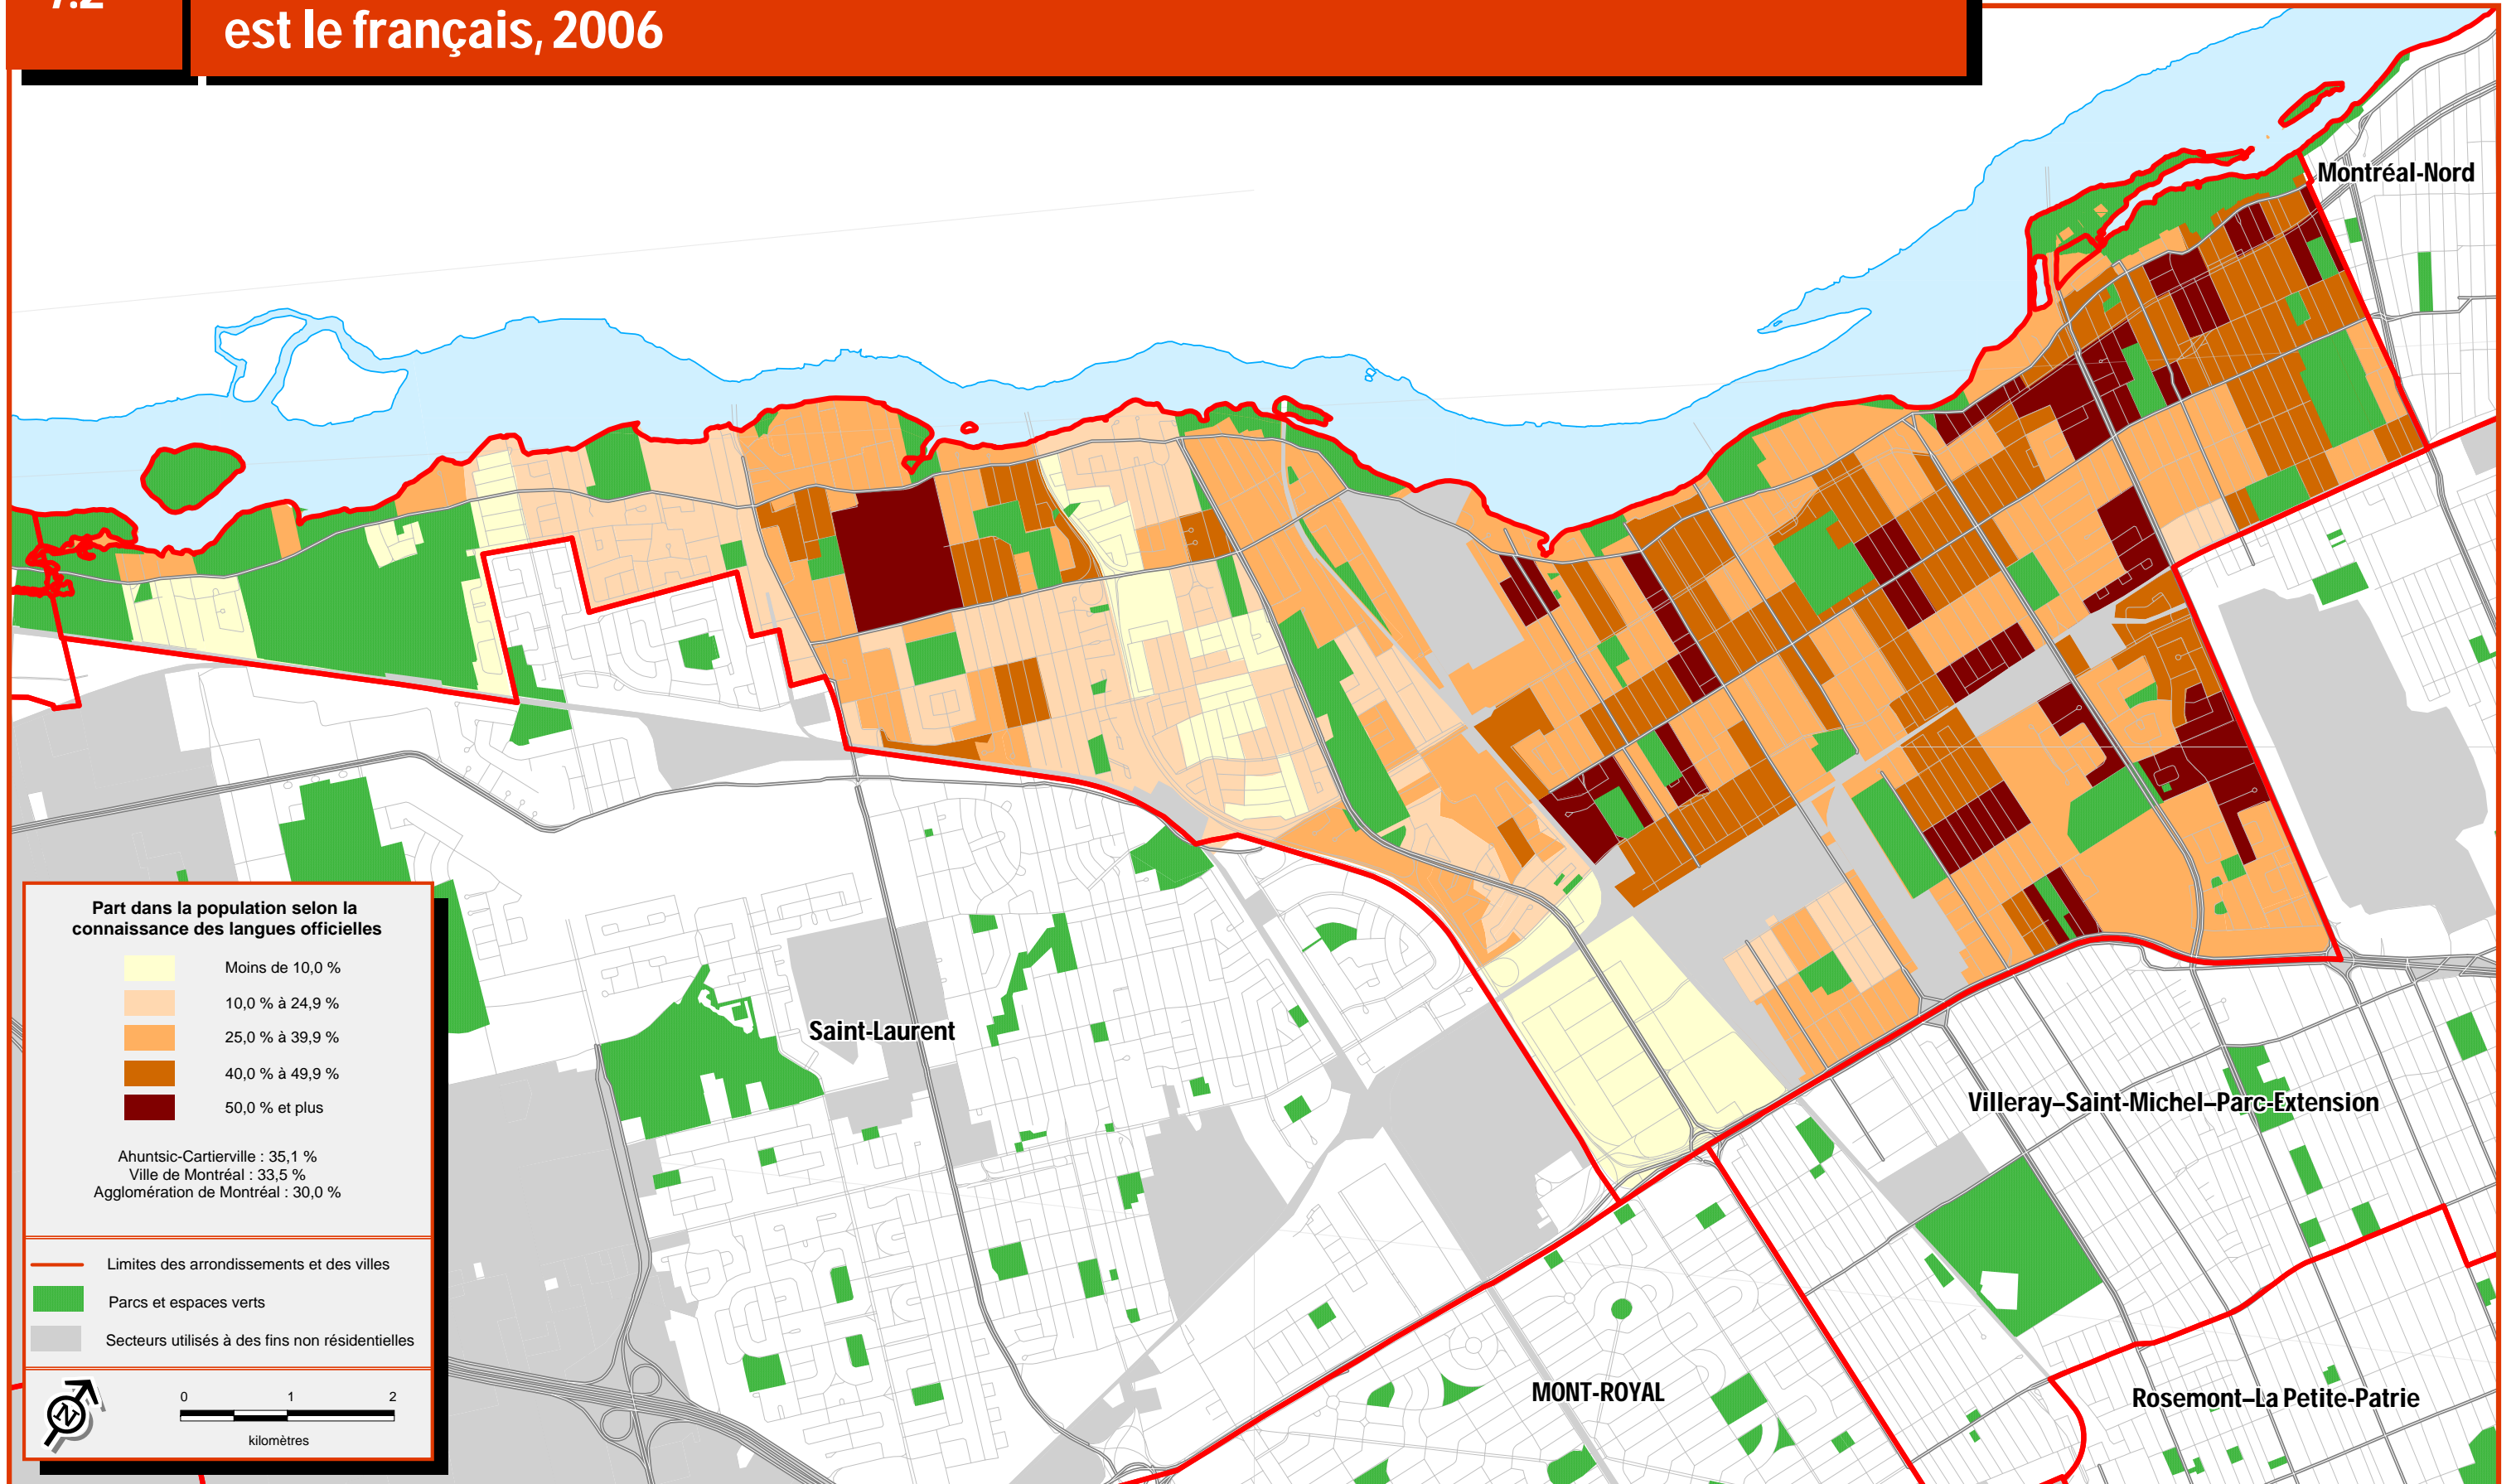 est le français, 2006
Montréal-Nord
Saint-Laurent
Villeray–Saint-Michel–Parc-Extension
MONT-ROYAL
Rosemont–La Petite-Patrie
Part dans la population selon la
connaissance des langues officielles
Moins de 10,0 %
10,0 % à 24,9 %
25,0 % à 39,9 %
40,0 % à 49,9 %
50,0 % et plus
Ahuntsic-Cartierville : 35,1 %
Ville de Montréal : 33,5 %
Agglomération de Montréal : 30,0 %
Limites des arrondissements et des villes
Parcs et espaces verts
Secteurs utilisés à des fins non résidentielles
N
0 1 2
kilomètres